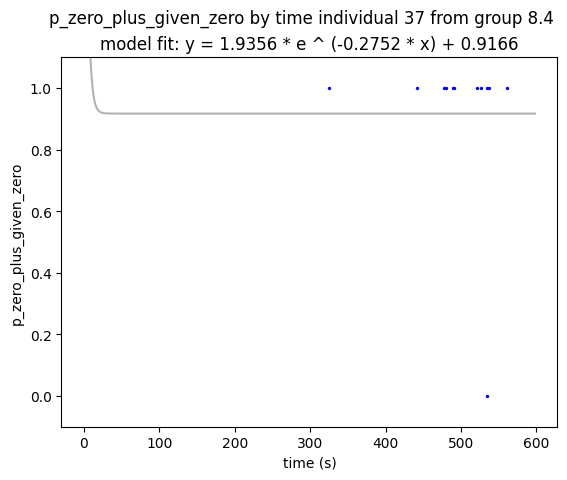 p_zero_plus_given_zero by time individual 37 from group 8.4
model fit: y = 1.9356 * e ^ (-0.2752 * x) + 0.9166
p_zero_plus_given_zero
1.0
0.8
0.6
0.4
0.2
0.0
0 100 200 300 400 500 600
time (s)